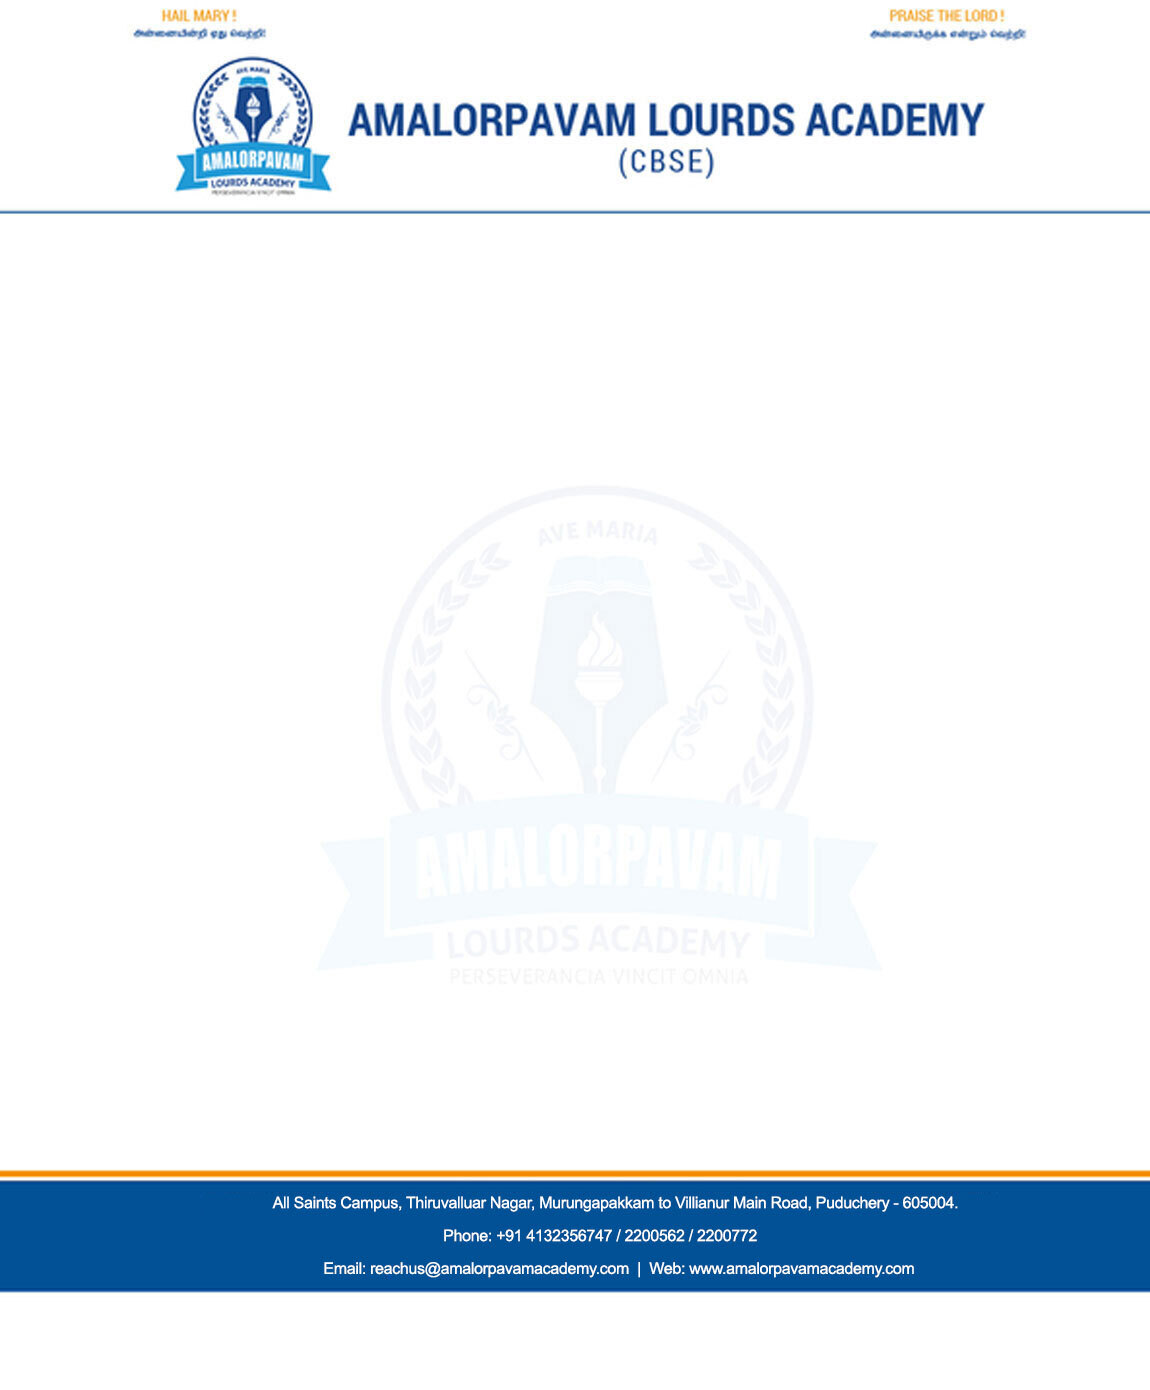 HAIL MARY !
அன்னையின்றி ஏது வெற்றி!
PRAISE THE LORD !
அன்னையிருக்க என்றும் வெற்றி!
AVE MARIA
AMALORPAVAM
LOURDS ACADEMY
PERSEVERANCIA VINCIT OMNIA
AMALORPAVAM LOURDS ACADEMY
(CBSE)
AVE MARIA
AMALORPAVAM
LOURDS ACADEMY
PERSEVERANCIA VINCIT OMNIA
All Saints Campus, Thiruvalluar Nagar, Murungapakkam to Villianur Main Road, Puduchery - 605004.
Phone: +91 4132356747 / 2200562 / 2200772
Email: reachus@amalorpavamacademy.com | Web: www.amalorpavamacademy.com